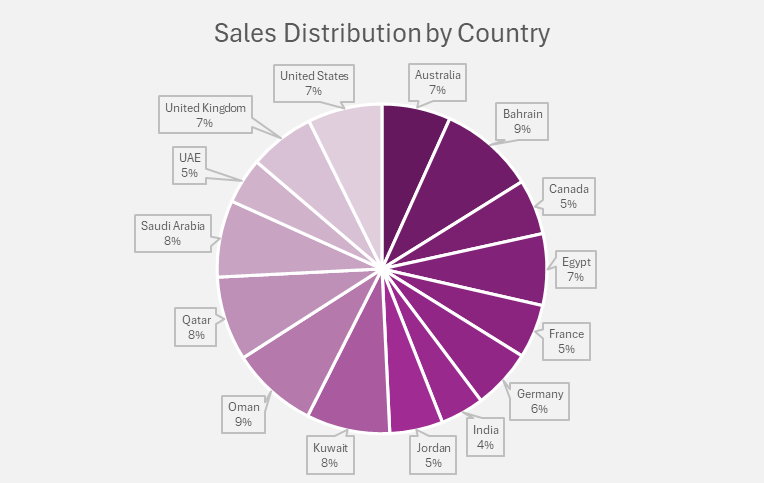 Sales Distribution by Country
United States
7%
Australia
7%
United Kingdom
7%
Bahrain
9%
UAE
5%
Canada
5%
Saudi Arabia
8%
Egypt
7%
Qatar
8%
France
5%
Germany
6%
Oman
9%
India
4%
Kuwait
8%
Jordan
5%